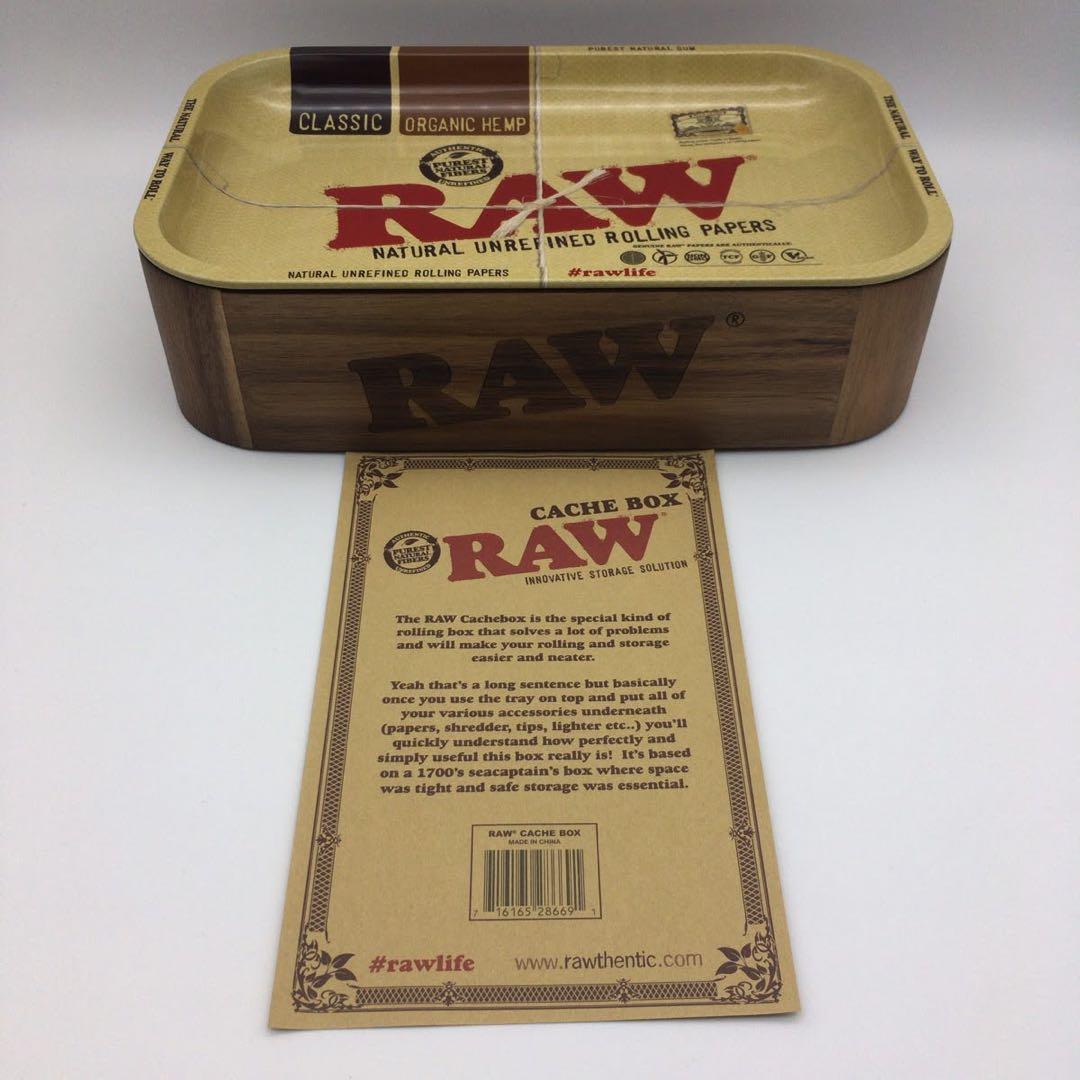 PUREST NATURAL GUM
CLASSIC
ORGANIC HEMP
THE NATURAL WAY TO ROLL
THE NATURAL WAY TO ROLL
AUTHENTIC
PUREST
NATURAL
FIBERS
UNREFINED
RAW
NATURAL UNREFINED ROLLING PAPERS
GENUINE RAW® PAPERS ARE AUTHENTICALLY:
TCF
NATURAL UNREFINED ROLLING PAPERS
#rawlife
RAW®
CACHE BOX
AUTHENTIC
PUREST
NATURAL
FIBERS
UNREFINED
RAW
INNOVATIVE STORAGE SOLUTION
The RAW Cachebox is the special kind of
rolling box that solves a lot of problems
and will make your rolling and storage
easier and neater.
Yeah that's a long sentence but basically
once you use the tray on top and put all of
your various accessories underneath
(papers, shredder, tips, lighter etc..) you'll
quickly understand how perfectly and
simply useful this box really is! It's based
on a 1700's seacaptain's box where space
was tight and safe storage was essential.
RAW® CACHE BOX
MADE IN CHINA
7 16165 28669 1
#rawlife
www.rawthentic.com